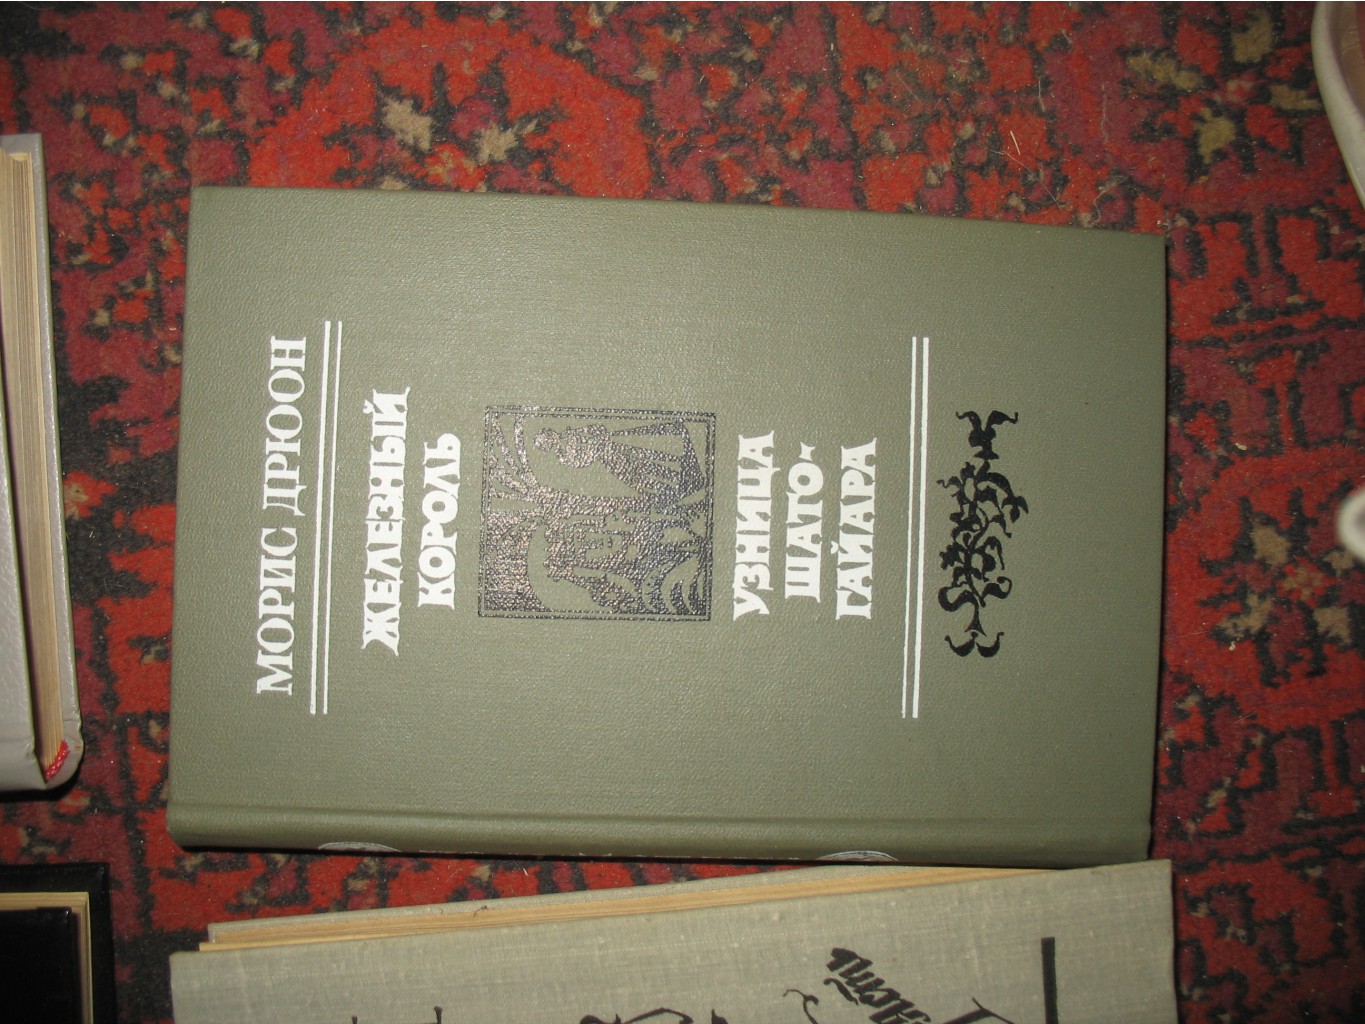 МОРИС ДРЮОН
ЖЕЛЕЗНЫЙ
КОРОЛЬ
УЗНИЦА
ШАТО-
ГАЙАРА